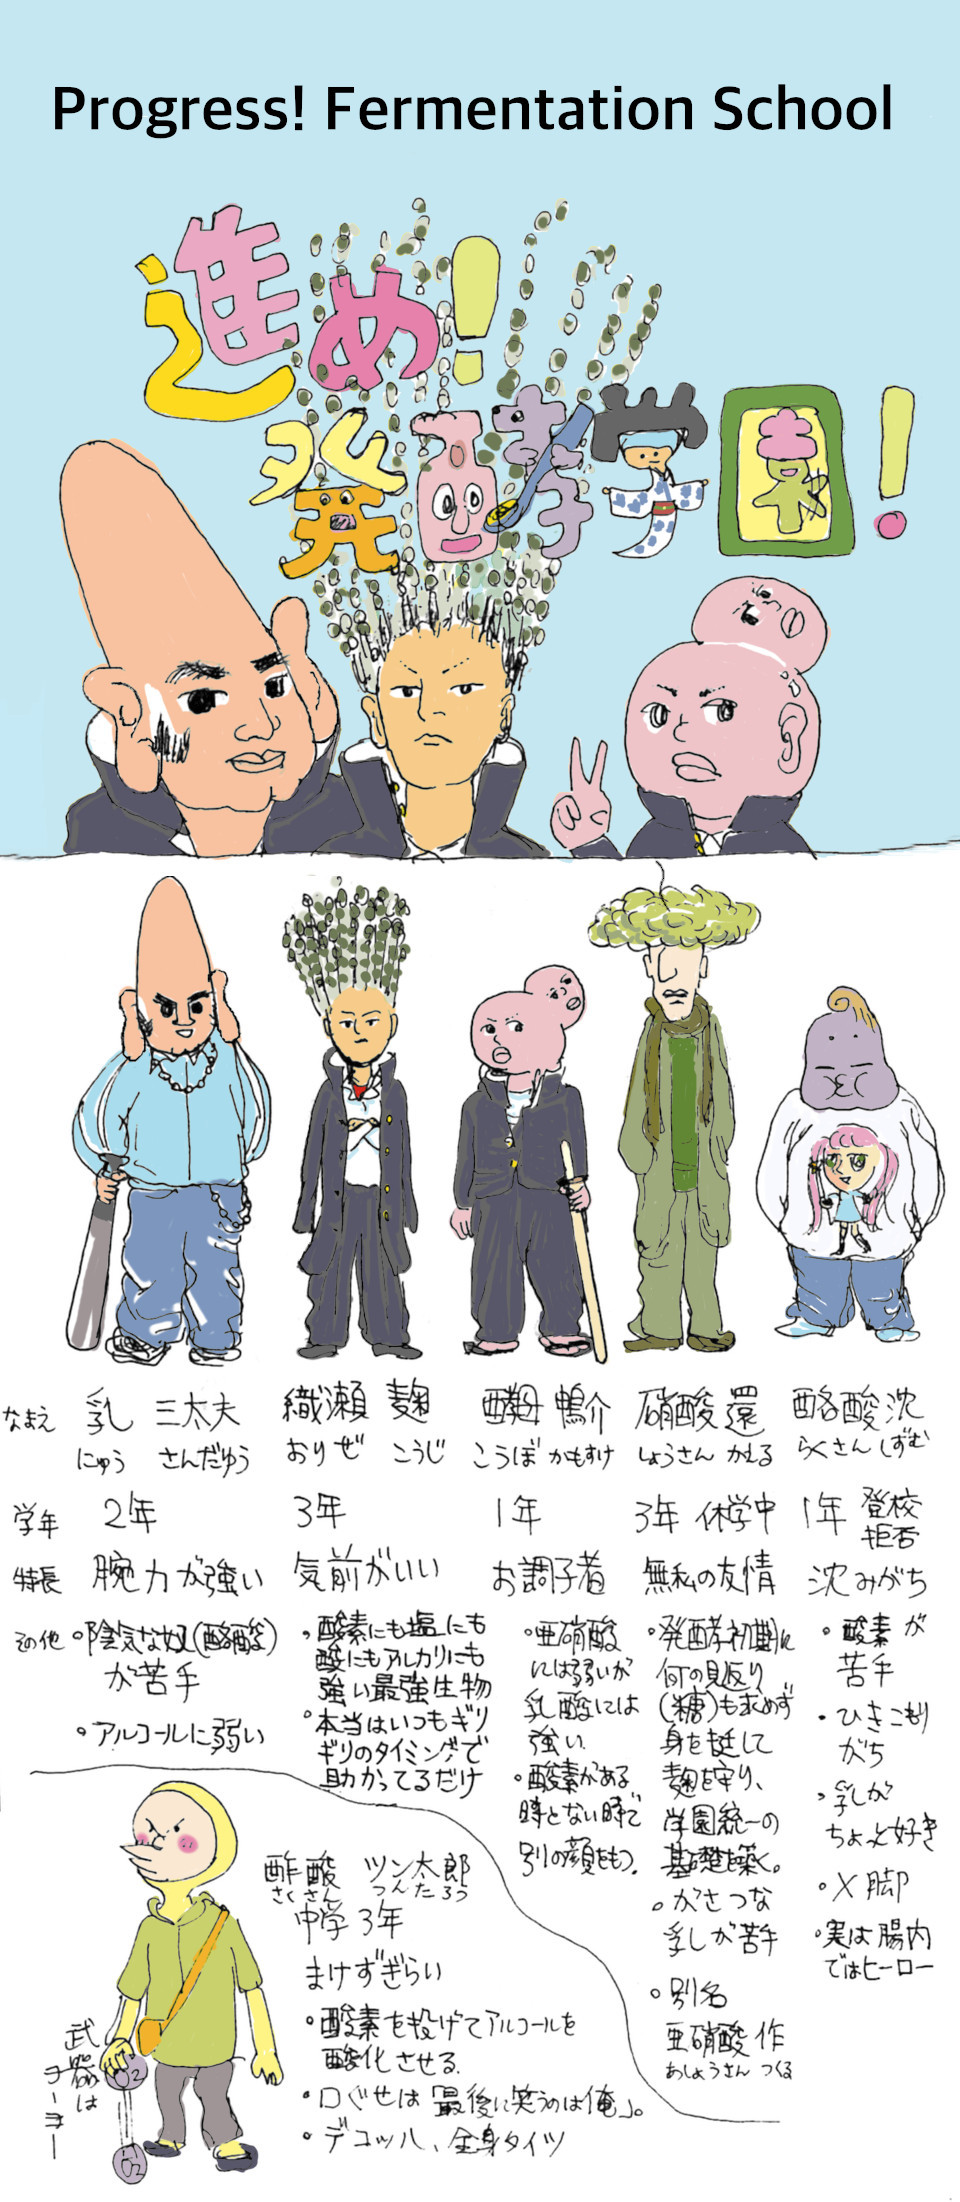 Progress! Fermentation School
進め!
発酵学園!
なまえ
乳 三太夫
にゅう さんだゆう
織瀬 麹
おりぜ こうじ
酵母 鴨介
こうぼ かもすけ
硝酸 還
しょうさん かえる
酪酸 沈
らくさん しずむ
学年
2年
3年
1年
3年 休学中
1年 登校
拒否
特長
腕力が強い
気前がいい
お調子者
無私の友情
沈みがち
その他
・陰気な奴(酪酸)
が苦手
・アルコールに弱い
・酸素にも塩にも
酸にもアルカリにも
強い最強生物
・本当はいつもギリ
ギリのタイミングで
助かってるだけ
・亜硝酸
には弱いが
乳酸には
強い
・酸素がある
時とない時で
別の顔をもつ。
・発酵初期に
何の見返り
(糖)も求めず
身を挺して
麹を守り、
学園統一の
基礎を築く。
・がさつな
乳しが苦手
・別名
亜硝酸 作
あしょうさん つくる
・酸素が
苦手
・ひきこもり
がち
・乳が
ちょっと好き
・X脚
・実は腸内
ではヒーロー
酢酸 ツン太郎
さくさん つんたろう
中学3年
まけずぎらい
・酸素を投げてアルコールを
酸化させる。
・口ぐせは「最後に笑うのは俺」。
・デコッパ、全身タイツ
武器は
ヨーヨー
O2
O2